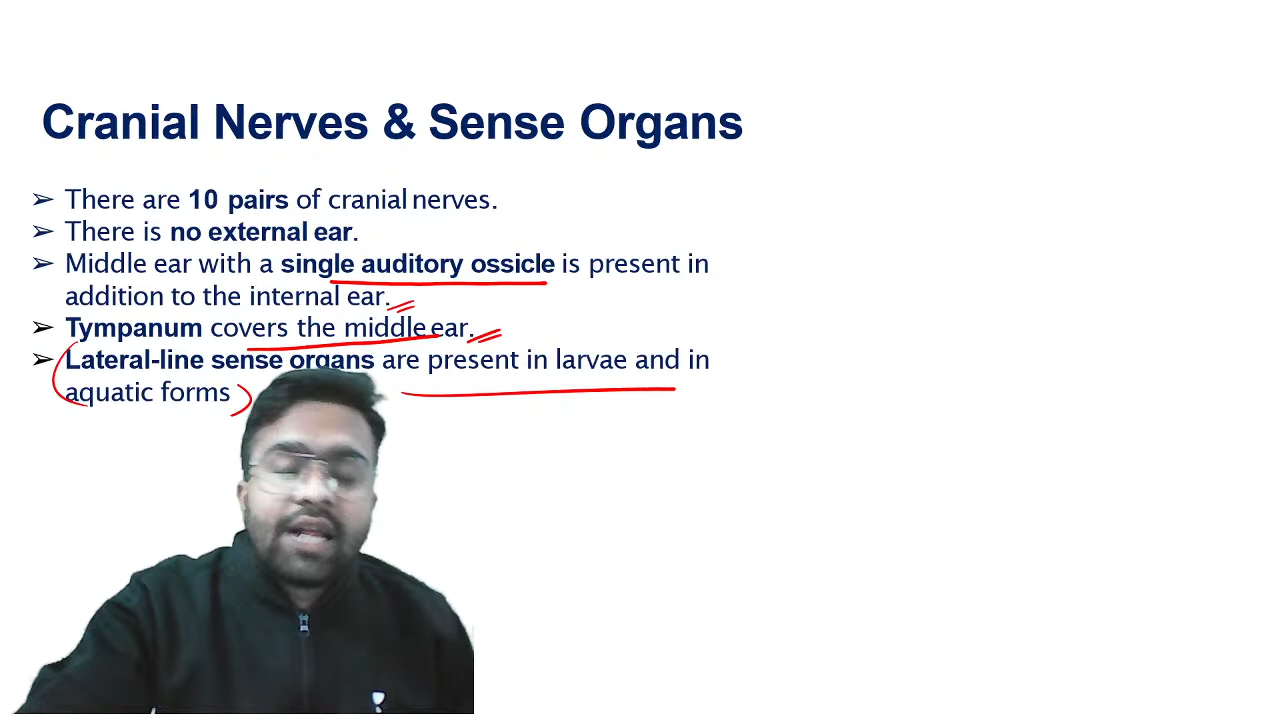 Cranial Nerves & Sense Organs
➢ There are 10 pairs of cranial nerves.
➢ There is no external ear.
➢ Middle ear with a single auditory ossicle is present in
addition to the internal ear.
➢ Tympanum covers the middle ear.
➢ Lateral-line sense organs are present in larvae and in
aquatic forms